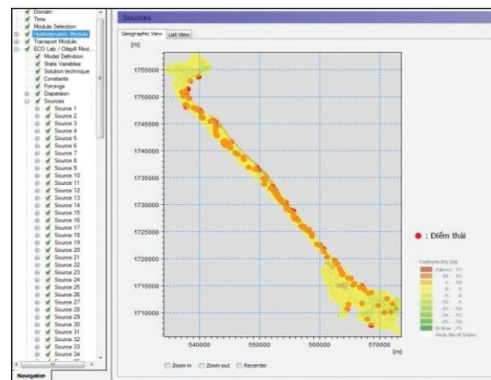 Domain
Time
Module Selection
Hydrodynamic Module
Transport Module
ECO Lab / Oilspill Mod...
Model Definition
State Variables
Solution technique
Constants
Forcings
Dispersion
Sources
Source 1
Source 2
Source 3
Source 4
Source 5
Source 6
Source 7
Source 8
Source 9
Source 10
Source 11
Source 12
Source 13
Source 14
Source 15
Source 16
Source 17
Source 18
Source 19
Source 20
Source 21
Source 22
Source 23
Source 24
Source 25
Source 26
Source 27
Source 28
Source 29
Source 30
Source 31
Source 32
Source 33
Source 34
Navigation
Sources
Geographic View List View
[m]
1755000
1750000
1745000
1740000
1735000
1730000
1725000
1720000
1715000
1710000
540000 550000 560000 570000
[m]
: Điểm thải
Bathymetry [m]
Zoom in Zoom out Recenter